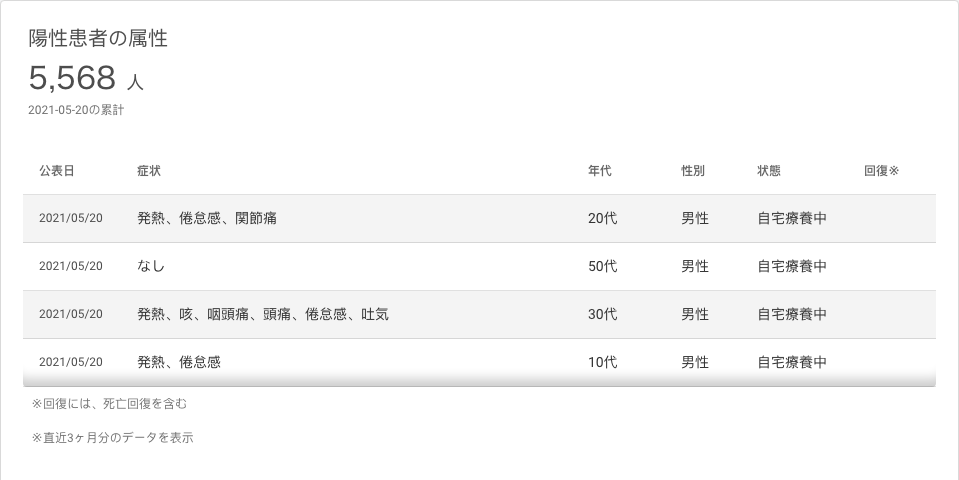 陽性患者の属性
5,568 人
2021-05-20の累計
公表日 症状 年代 性別 状態 回復※
2021/05/20 発熱、倦怠感、関節痛 20代 男性 自宅療養中
2021/05/20 なし 50代 男性 自宅療養中
2021/05/20 発熱、咳、咽頭痛、頭痛、倦怠感、吐気 30代 男性 自宅療養中
2021/05/20 発熱、倦怠感 10代 男性 自宅療養中
※回復には、死亡回復を含む
※直近3ヶ月分のデータを表示